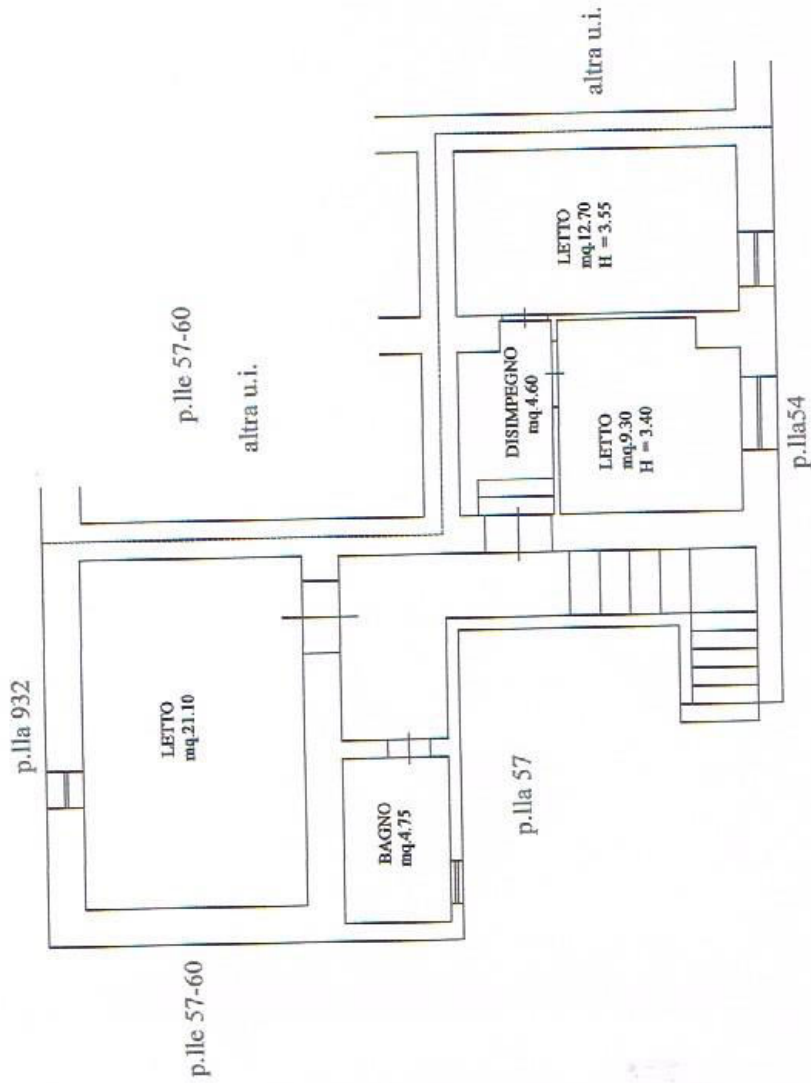 p.lla 932
p.lle 57-60
altra u.i.
p.lle 57-60
LETTO
mq.21.10
BAGNO
mq.4.75
p.lla 57
DISIMPEGNO
mq.4.60
LETTO
mq.9.30
H = 3.40
LETTO
mq.12.70
H = 3.55
altra u.i.
p.lla54